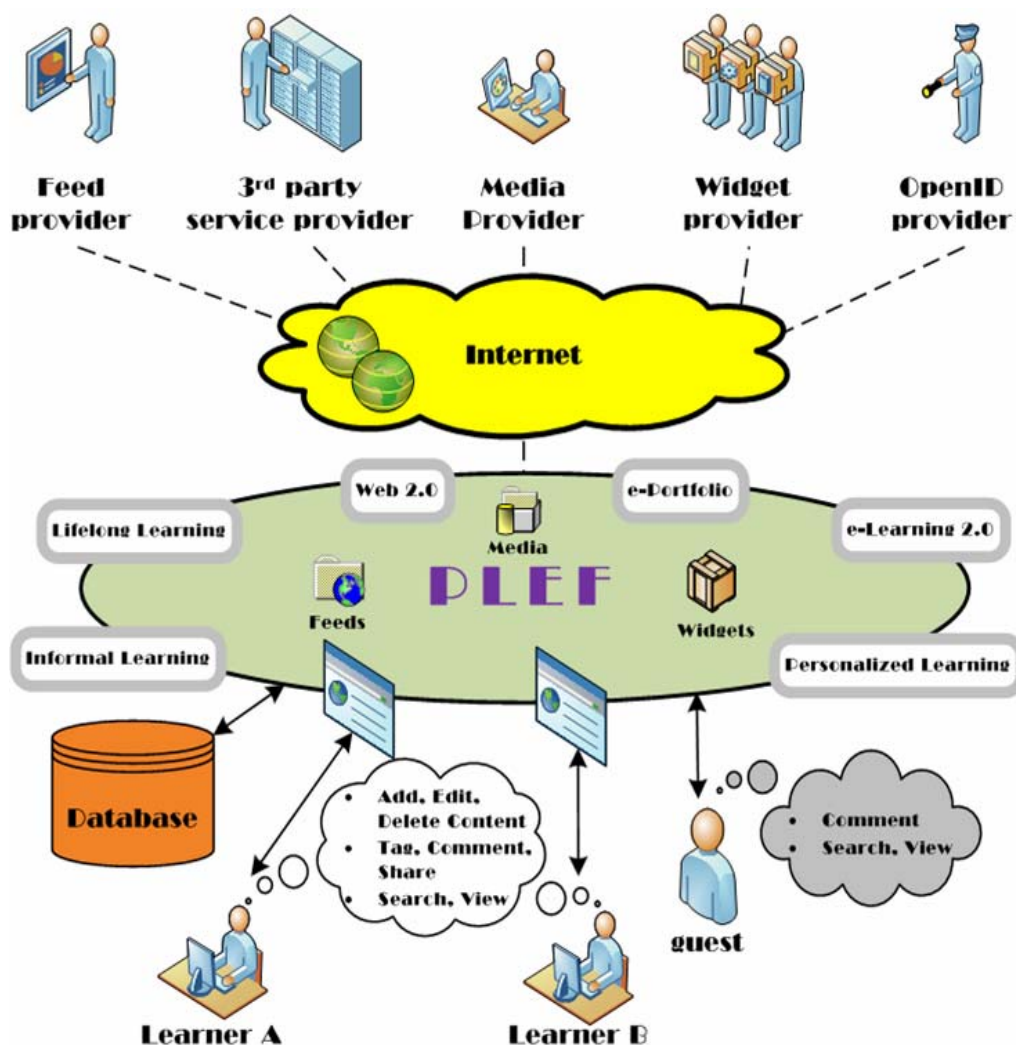 Feed
provider
3rd party
service provider
Media
Provider
Widget
provider
OpenID
provider
Internet
Web 2.0
e-Portfolio
Lifelong Learning
e-Learning 2.0
Media
PLEF
Feeds
Widgets
Informal Learning
Personalized Learning
Database
• Add, Edit,
Delete Content
• Tag, Comment,
Share
• Search, View
• Comment
• Search, View
guest
Learner A
Learner B